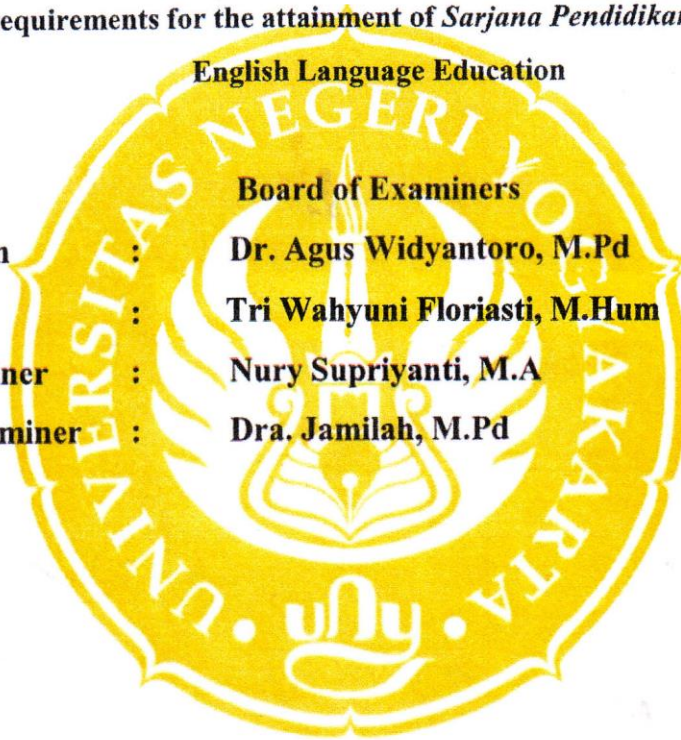 equirements for the attainment of Sarjana Pendidikan
English Language Education
Board of Examiners
n : Dr. Agus Widyantoro, M.Pd
: Tri Wahyuni Floriasti, M.Hum
ner : Nury Supriyanti, M.A
miner : Dra. Jamilah, M.Pd
UNIVERSITAS NEGERI YOGYAKARTA
uny